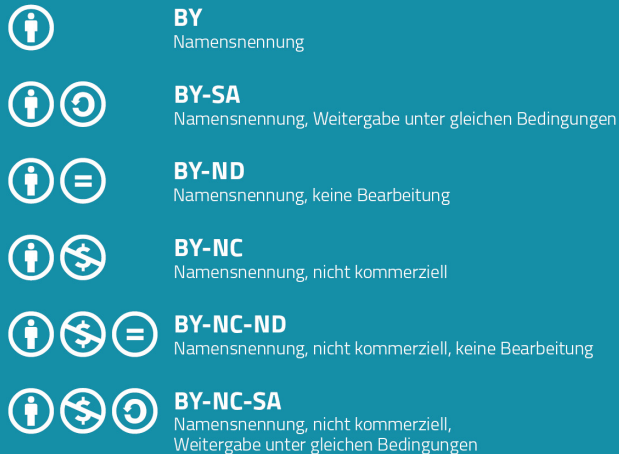 BY
Namensnennung
BY-SA
Namensnennung, Weitergabe unter gleichen Bedingungen
BY-ND
Namensnennung, keine Bearbeitung
BY-NC
Namensnennung, nicht kommerziell
BY-NC-ND
Namensnennung, nicht kommerziell, keine Bearbeitung
BY-NC-SA
Namensnennung, nicht kommerziell,
Weitergabe unter gleichen Bedingungen